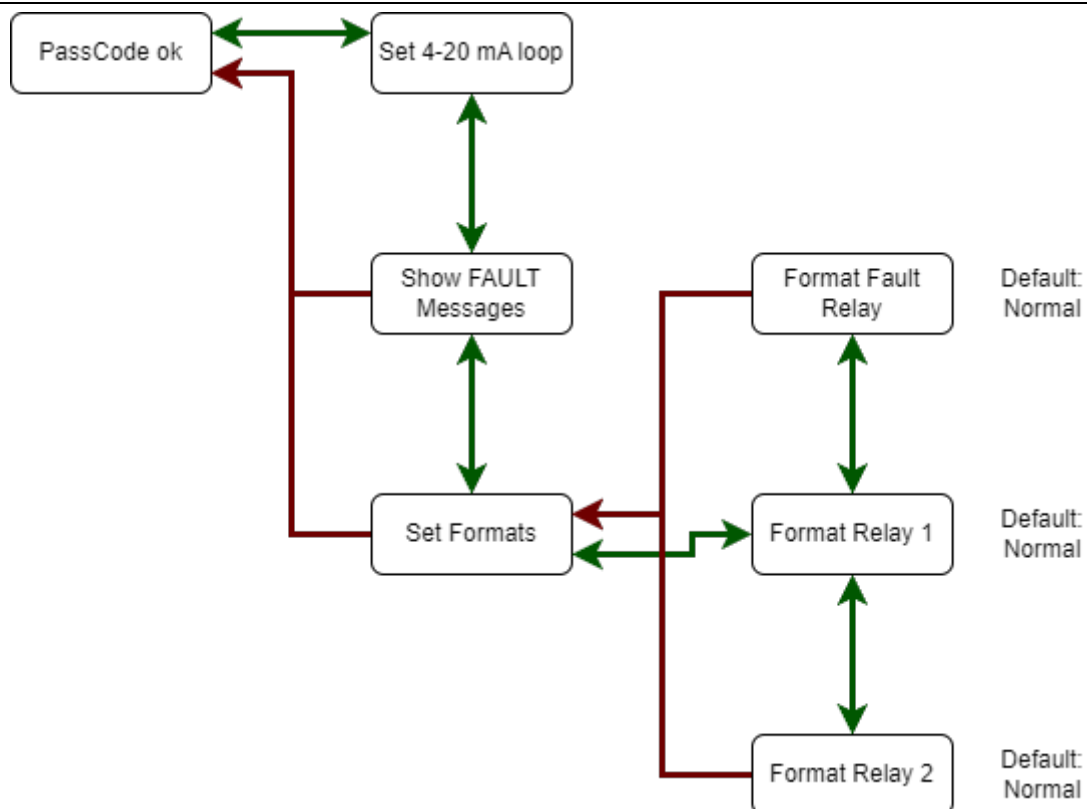 PassCode ok
Set 4-20 mA loop
Show FAULT
Messages
Format Fault
Relay
Default:
Normal
Set Formats
Format Relay 1
Default:
Normal
Format Relay 2
Default:
Normal